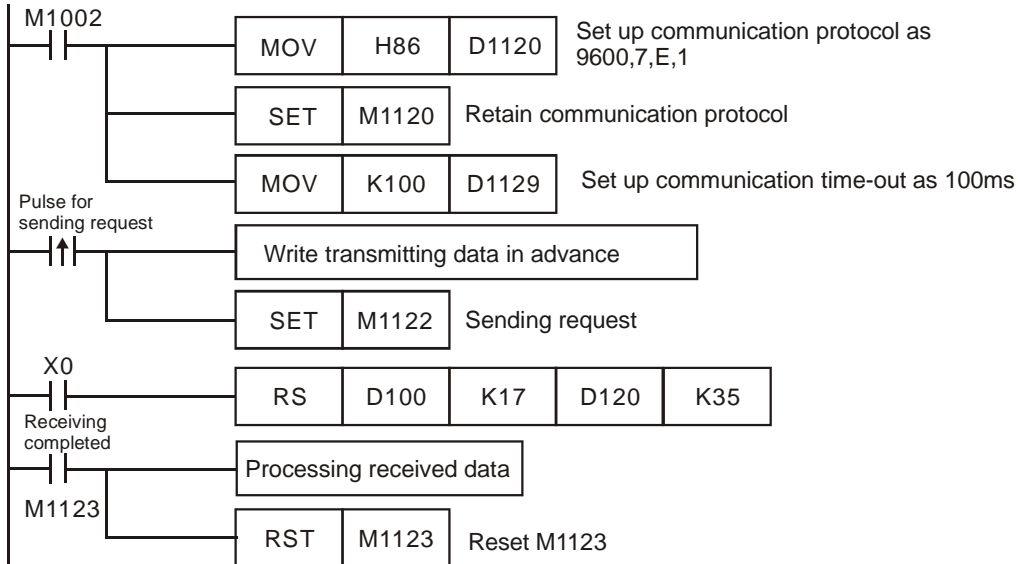 M1002
MOV H86 D1120
Set up communication protocol as
9600,7,E,1
SET M1120
Retain communication protocol
MOV K100 D1129
Set up communication time-out as 100ms
Pulse for
sending request
Write transmitting data in advance
SET M1122
Sending request
X0
RS D100 K17 D120 K35
Receiving
completed
Processing received data
M1123
RST M1123
Reset M1123